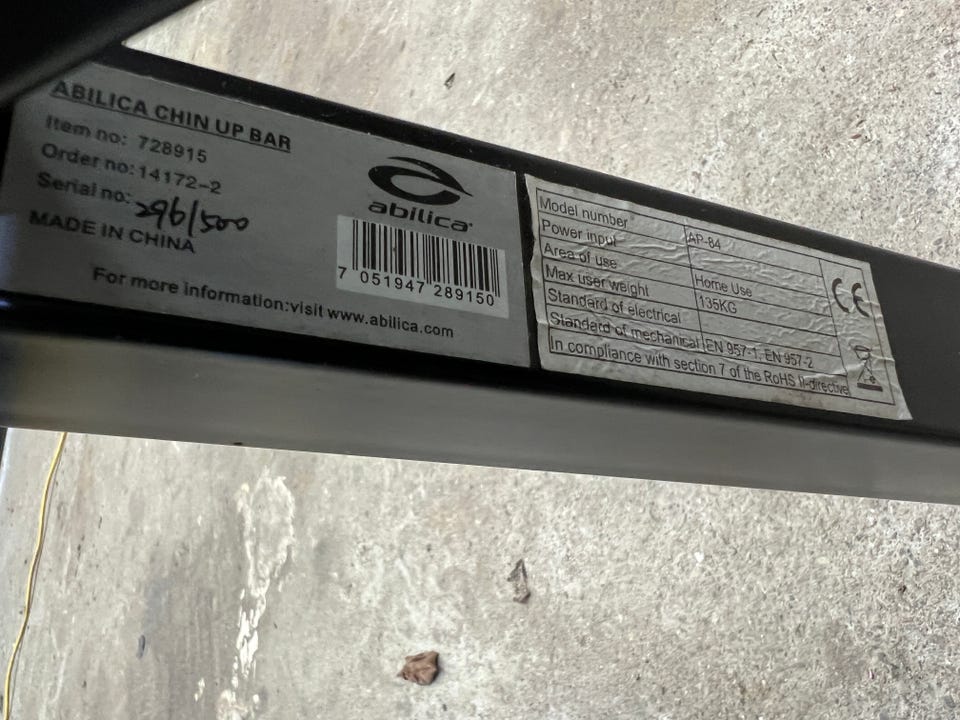 ABILICA CHIN UP BAR
Item no: 728915
Order no:14172-2
Serial no: 296/500
MADE IN CHINA
For more information:visit www.abilica.com
abilica
7 051947 289150
Model number AP-84
Power input
Area of use Home Use
Max user weight 135KG
Standard of electrical
Standard of mechanical EN 957-1, EN 957-2
In compliance with section 7 of the RoHS II-directive
CE